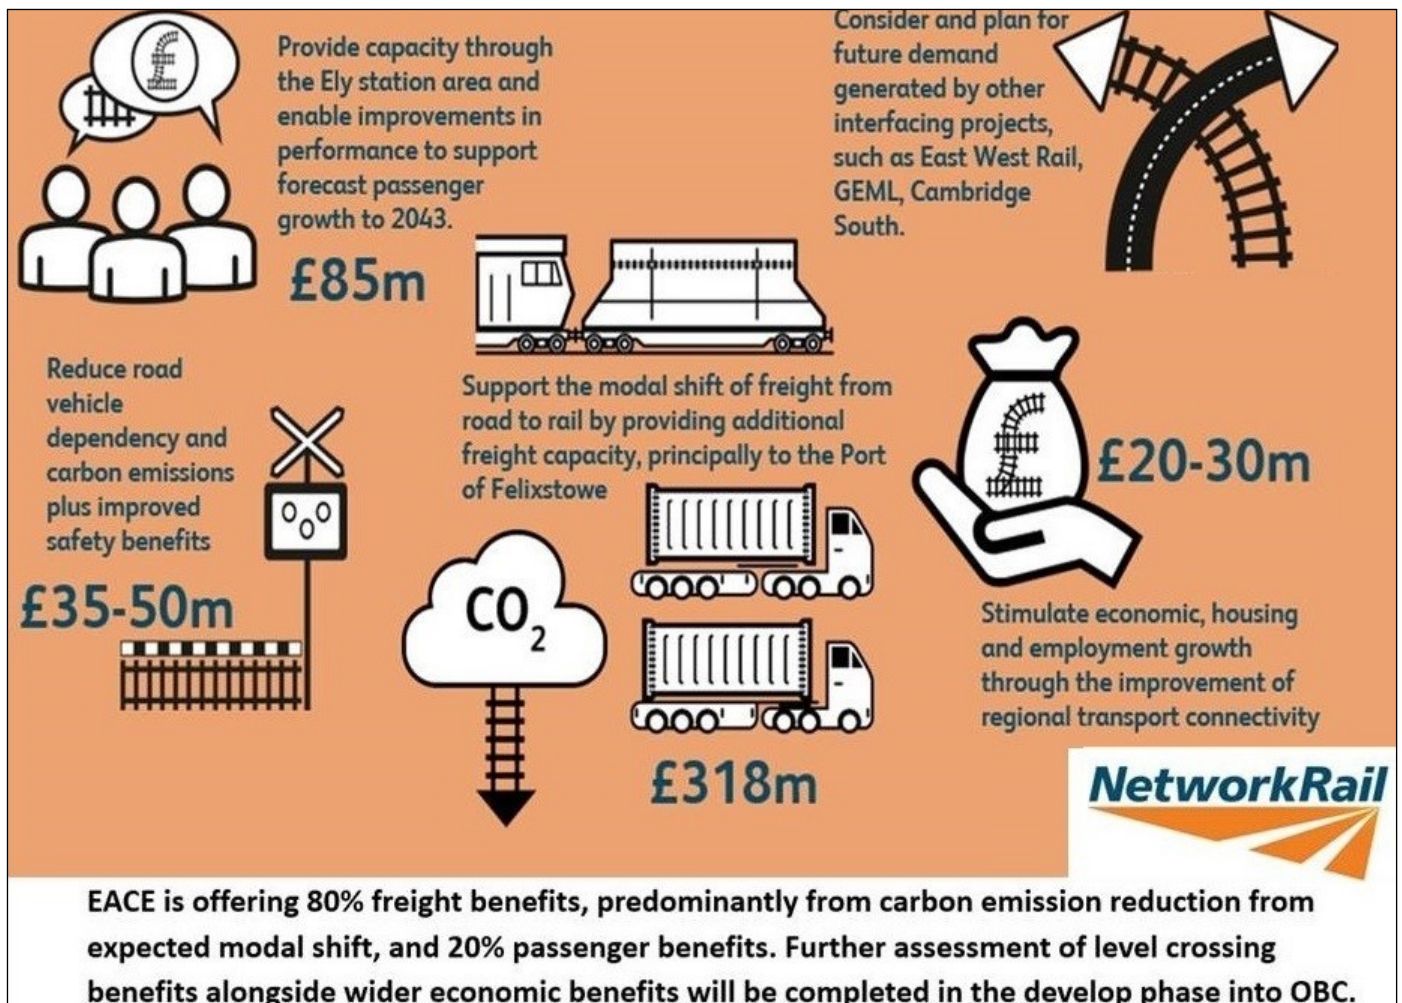 Provide capacity through
the Ely station area and
enable improvements in
performance to support
forecast passenger
growth to 2043.
£85m
Consider and plan for
future demand
generated by other
interfacing projects,
such as East West Rail,
GEML, Cambridge
South.
Reduce road
vehicle
dependency and
carbon emissions
plus improved
safety benefits
£35-50m
Support the modal shift of freight from
road to rail by providing additional
freight capacity, principally to the Port
of Felixstowe
CO2
£318m
£
£
£20-30m
Stimulate economic, housing
and employment growth
through the improvement of
regional transport connectivity
NetworkRail
EACE is offering 80% freight benefits, predominantly from carbon emission reduction from
expected modal shift, and 20% passenger benefits. Further assessment of level crossing
benefits alongside wider economic benefits will be completed in the develop phase into OBC.